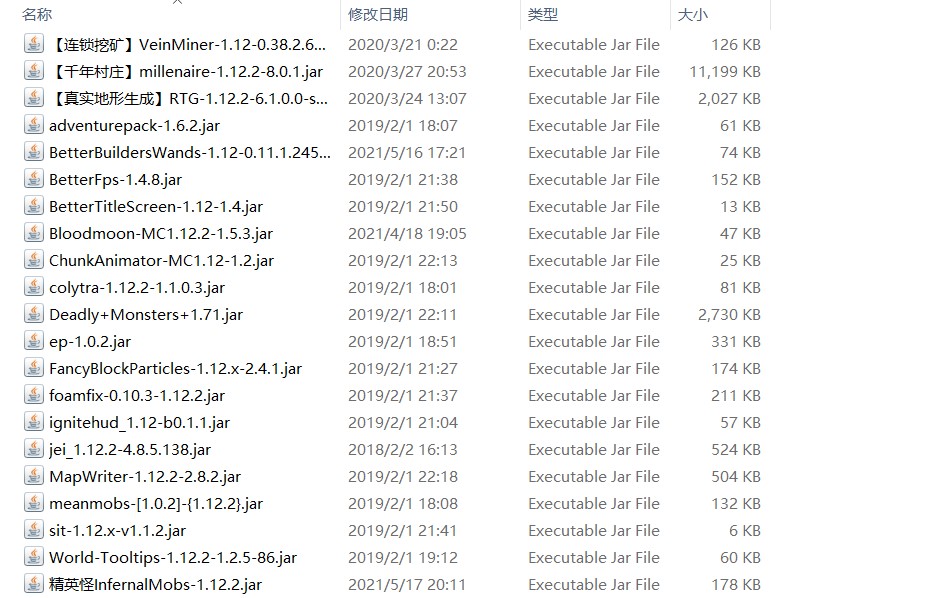 名称 修改日期 类型 大小
【连锁挖矿】VeinMiner-1.12-0.38.2.6... 2020/3/21 0:22 Executable Jar File 126 KB
【千年村庄】millenaire-1.12.2-8.0.1.jar 2020/3/27 20:53 Executable Jar File 11,199 KB
【真实地形生成】RTG-1.12.2-6.1.0.0-s... 2020/3/24 13:07 Executable Jar File 2,027 KB
adventurepack-1.6.2.jar 2019/2/1 18:07 Executable Jar File 61 KB
BetterBuildersWands-1.12-0.11.1.245... 2021/5/16 17:21 Executable Jar File 74 KB
BetterFps-1.4.8.jar 2019/2/1 21:38 Executable Jar File 152 KB
BetterTitleScreen-1.12-1.4.jar 2019/2/1 21:50 Executable Jar File 13 KB
Bloodmoon-MC1.12.2-1.5.3.jar 2021/4/18 19:05 Executable Jar File 47 KB
ChunkAnimator-MC1.12-1.2.jar 2019/2/1 22:13 Executable Jar File 25 KB
colytra-1.12.2-1.1.0.3.jar 2019/2/1 18:01 Executable Jar File 81 KB
Deadly+Monsters+1.71.jar 2019/2/1 22:11 Executable Jar File 2,730 KB
ep-1.0.2.jar 2019/2/1 18:51 Executable Jar File 331 KB
FancyBlockParticles-1.12.x-2.4.1.jar 2019/2/1 21:27 Executable Jar File 174 KB
foamfix-0.10.3-1.12.2.jar 2019/2/1 21:37 Executable Jar File 211 KB
ignitehud_1.12-b0.1.1.jar 2019/2/1 21:04 Executable Jar File 57 KB
jei_1.12.2-4.8.5.138.jar 2018/2/2 16:13 Executable Jar File 524 KB
MapWriter-1.12.2-2.8.2.jar 2019/2/1 22:18 Executable Jar File 504 KB
meanmobs-[1.0.2]-{1.12.2}.jar 2019/2/1 18:08 Executable Jar File 132 KB
sit-1.12.x-v1.1.2.jar 2019/2/1 21:41 Executable Jar File 6 KB
World-Tooltips-1.12.2-1.2.5-86.jar 2019/2/1 19:12 Executable Jar File 60 KB
精英怪InfernalMobs-1.12.2.jar 2021/5/17 20:11 Executable Jar File 178 KB